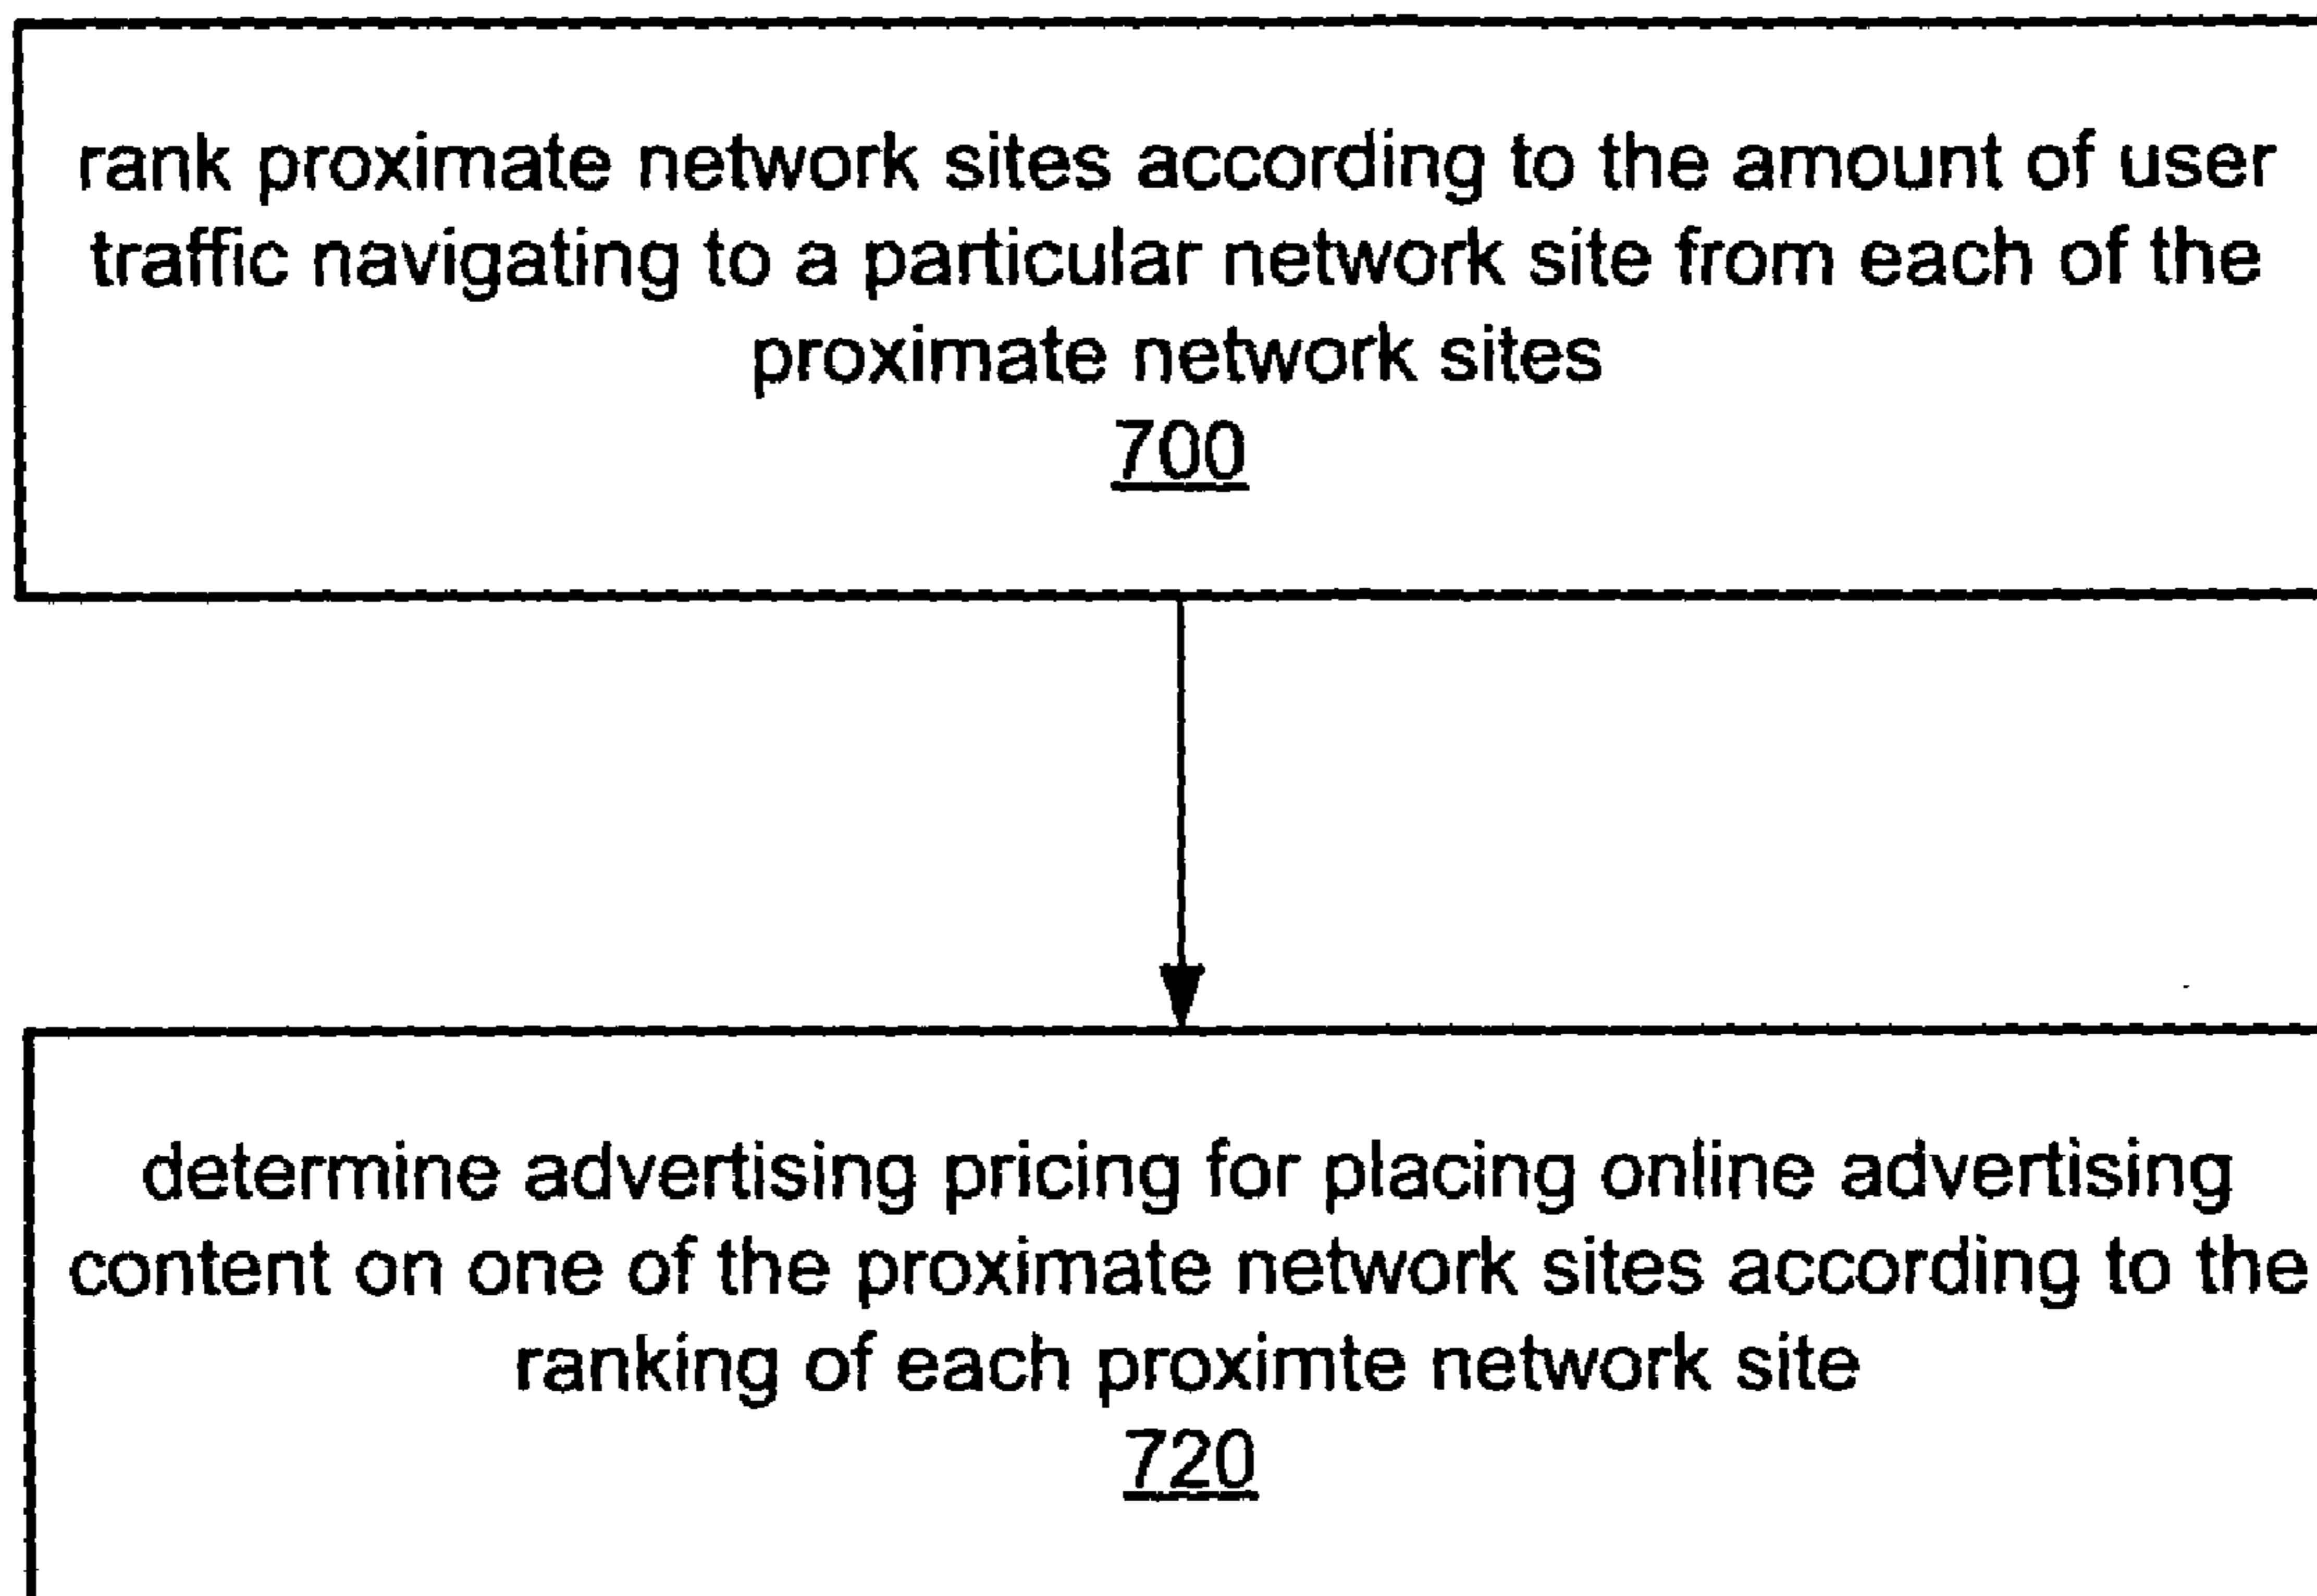 rank proximate network sites according to the amount of user
traffic navigating to a particular network site from each of the
proximate network sites
700
determine advertising pricing for placing online advertising
content on one of the proximate network sites according to the
ranking of each proximte network site
720